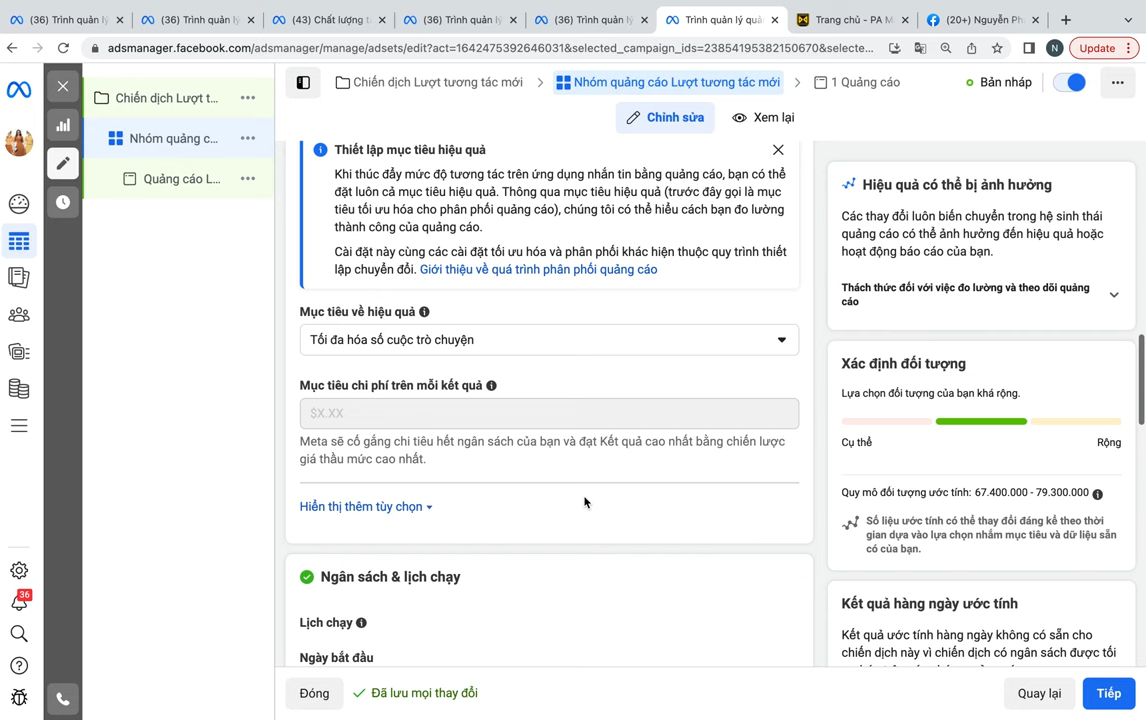 (36) Trình quản lý
(36) Trình quản lý
(43) Chất lượng t
(36) Trình quản lý
(36) Trình quản lý
Trình quản lý qu
Trang chủ - PA M
(20+) Nguyễn Ph
adsmanager.facebook.com/adsmanager/manage/adsets/edit?act=1642475392646031&selected_campaign_ids=23854195382150670&selecte...
N
Update
Chiến dịch Lượt t...
Nhóm quảng c...
Quảng cáo L...
Chiến dịch Lượt tương tác mới
Nhóm quảng cáo Lượt tương tác mới
1 Quảng cáo
Bản nháp
Chỉnh sửa
Xem lại
Thiết lập mục tiêu hiệu quả
Khi thúc đẩy mức độ tương tác trên ứng dụng nhắn tin bằng quảng cáo, bạn có thể
đặt luôn cả mục tiêu hiệu quả. Thông qua mục tiêu hiệu quả (trước đây gọi là mục
tiêu tối ưu hóa cho phân phối quảng cáo), chúng tôi có thể hiểu cách bạn đo lường
thành công của quảng cáo.
Cài đặt này cùng các cài đặt tối ưu hóa và phân phối khác hiện thuộc quy trình thiết
lập chuyển đổi. Giới thiệu về quá trình phân phối quảng cáo
Mục tiêu về hiệu quả
Tối đa hóa số cuộc trò chuyện
Mục tiêu chi phí trên mỗi kết quả
$X.XX
Meta sẽ cố gắng chi tiêu hết ngân sách của bạn và đạt Kết quả cao nhất bằng chiến lược
giá thầu mức cao nhất.
Hiển thị thêm tùy chọn
Ngân sách & lịch chạy
Lịch chạy
Ngày bắt đầu
Hiệu quả có thể bị ảnh hưởng
Các thay đổi luôn biến chuyển trong hệ sinh thái
quảng cáo có thể ảnh hưởng đến hiệu quả hoặc
hoạt động báo cáo của bạn.
Thách thức đối với việc đo lường và theo dõi quảng
cáo
Xác định đối tượng
Lựa chọn đối tượng của bạn khá rộng.
Cụ thể
Rộng
Quy mô đối tượng ước tính: 67.400.000 - 79.300.000
Số liệu ước tính có thể thay đổi đáng kể theo thời
gian dựa vào lựa chọn nhắm mục tiêu và dữ liệu sẵn
có của bạn.
Kết quả hàng ngày ước tính
Kết quả ước tính hàng ngày không có sẵn cho
chiến dịch này vì chiến dịch có ngân sách được tối
36
Đóng
Đã lưu mọi thay đổi
Quay lại
Tiếp